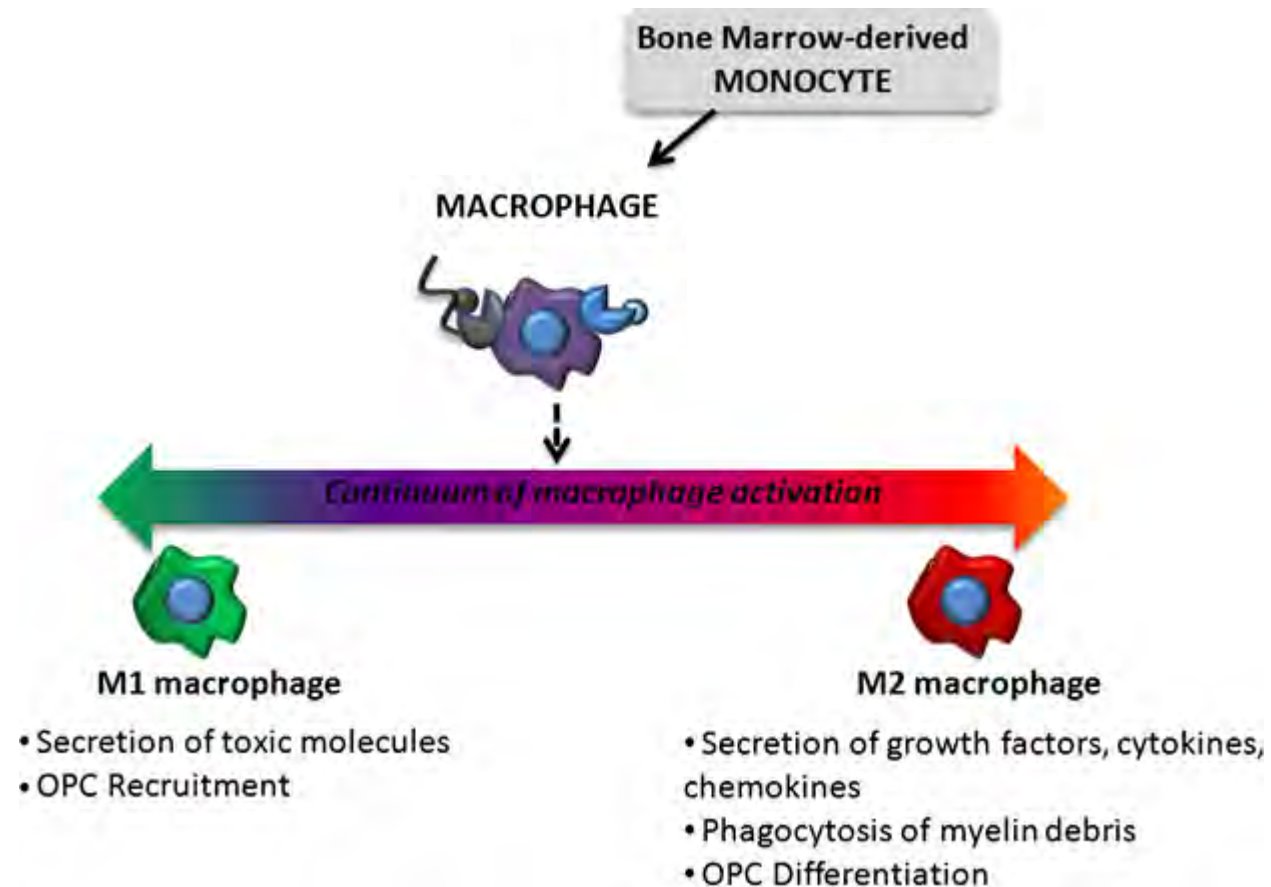 Bone Marrow-derived
MONOCYTE
MACROPHAGE
Continuum of macrophage activation
M1 macrophage
• Secretion of toxic molecules
• OPC Recruitment
M2 macrophage
• Secretion of growth factors, cytokines,
chemokines
• Phagocytosis of myelin debris
• OPC Differentiation